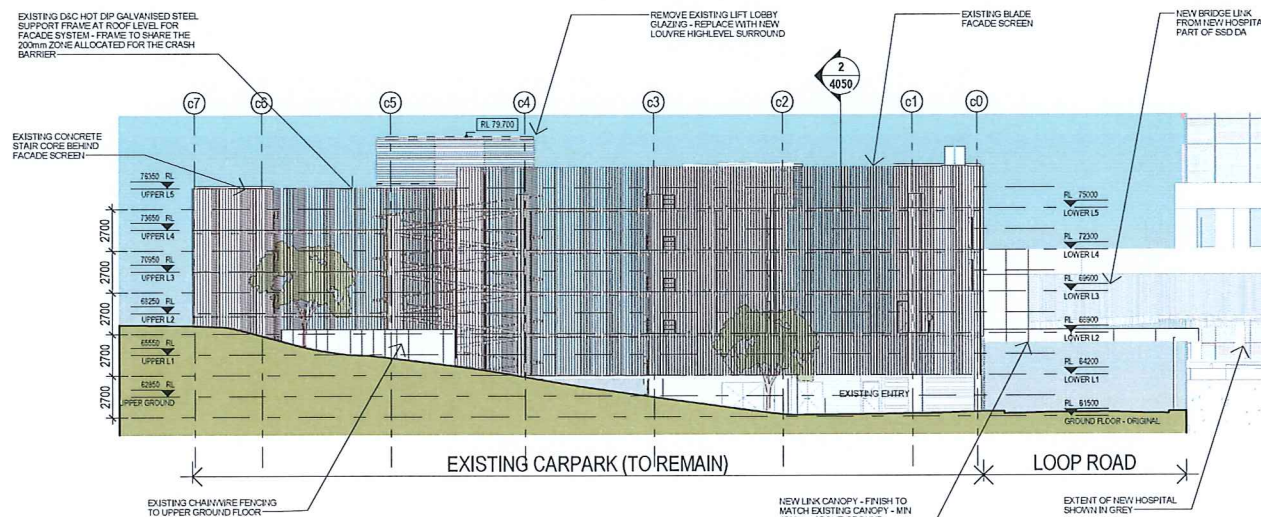 EXISTING D&C HOT DIP GALVANISED STEEL
SUPPORT FRAME AT ROOF LEVEL FOR
FACADE SYSTEM - FRAME TO SHARE THE
200mm ZONE ALLOCATED FOR THE CRASH
BARRIER
REMOVE EXISTING LIFT LOBBY
GLAZING - REPLACE WITH NEW
LOUVRE HIGHLEVEL SURROUND
EXISTING BLADE
FACADE SCREEN
NEW BRIDGE LINK
FROM NEW HOSPITA
PART OF SSD DA
2
4050
c7
c6
c5
c4
c3
c2
c1
c0
RL 79.700
EXISTING CONCRETE
STAIR CORE BEHIND
FACADE SCREEN
76350 RL
UPPER L5
73650 RL
UPPER L4
70950 RL
UPPER L3
68250 RL
UPPER L2
65550 RL
UPPER L1
62850 RL
UPPER GROUND
2700
2700
2700
2700
2700
RL 75000
LOWER L5
RL 72300
LOWER L4
RL 69600
LOWER L3
RL 66900
LOWER L2
RL 64200
LOWER L1
RL 61500
GROUND FLOOR - ORIGINAL
EXISTING ENTRY
EXISTING CARPARK (TO REMAIN)
LOOP ROAD
EXISTING CHAINWIRE FENCING
TO UPPER GROUND FLOOR
NEW LINK CANOPY - FINISH TO
MATCH EXISTING CANOPY - MIN
EXTENT OF NEW HOSPITAL
SHOWN IN GREY